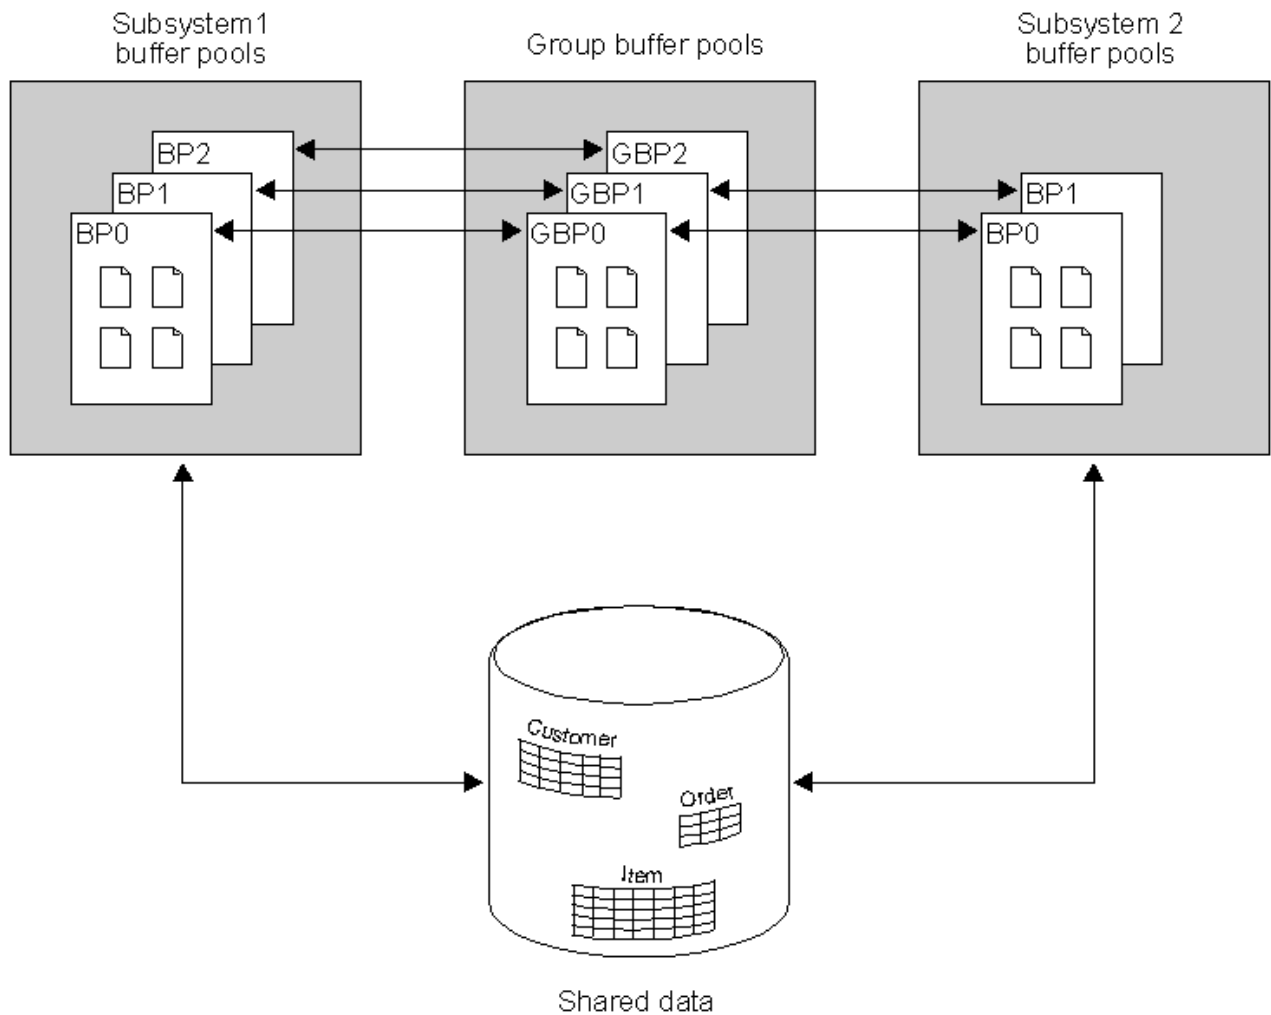 Subsystem1
buffer pools
Group buffer pools
Subsystem 2
buffer pools
BP2
BP1
BP0
GBP2
GBP1
GBP0
BP1
BP0
Customer
Order
Item
Shared data